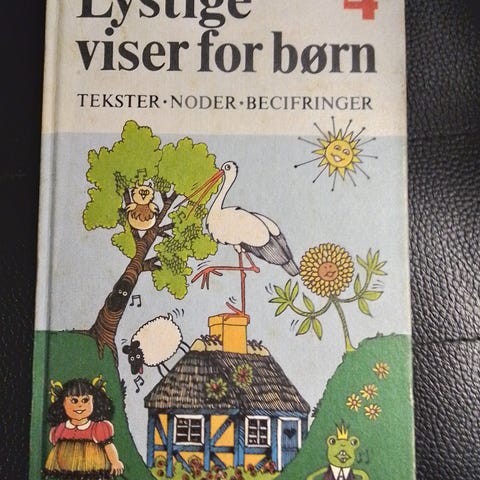 Lystige 4
viser for børn
TEKSTER·NODER·BECIFRINGER